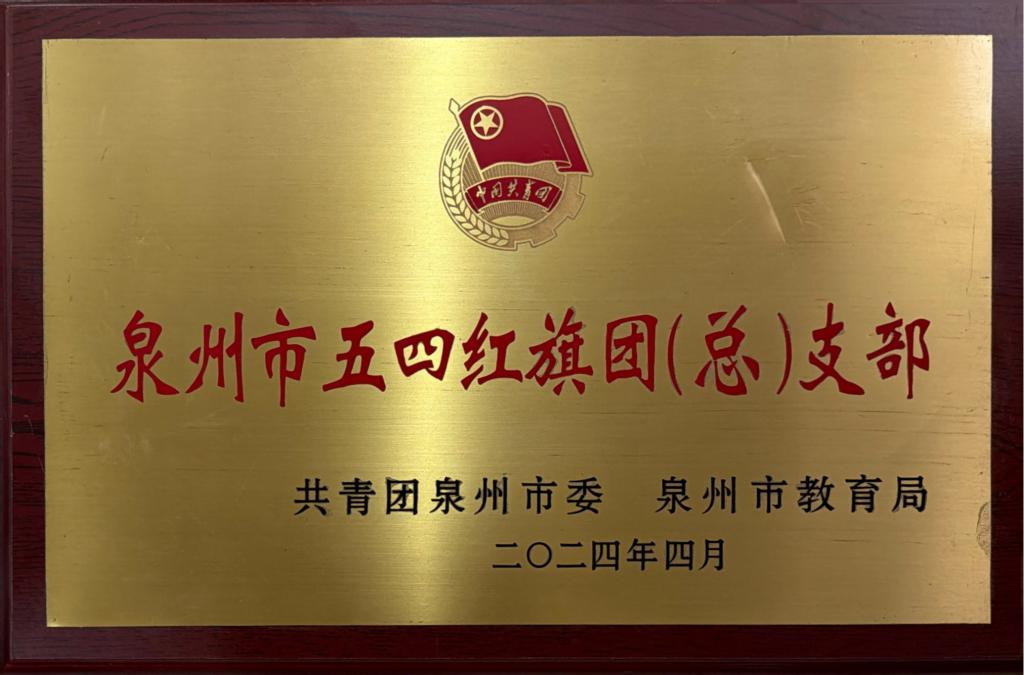 中国共青团
泉州市五四红旗团(总)支部
共青团泉州市委 泉州市教育局
二〇二四年四月